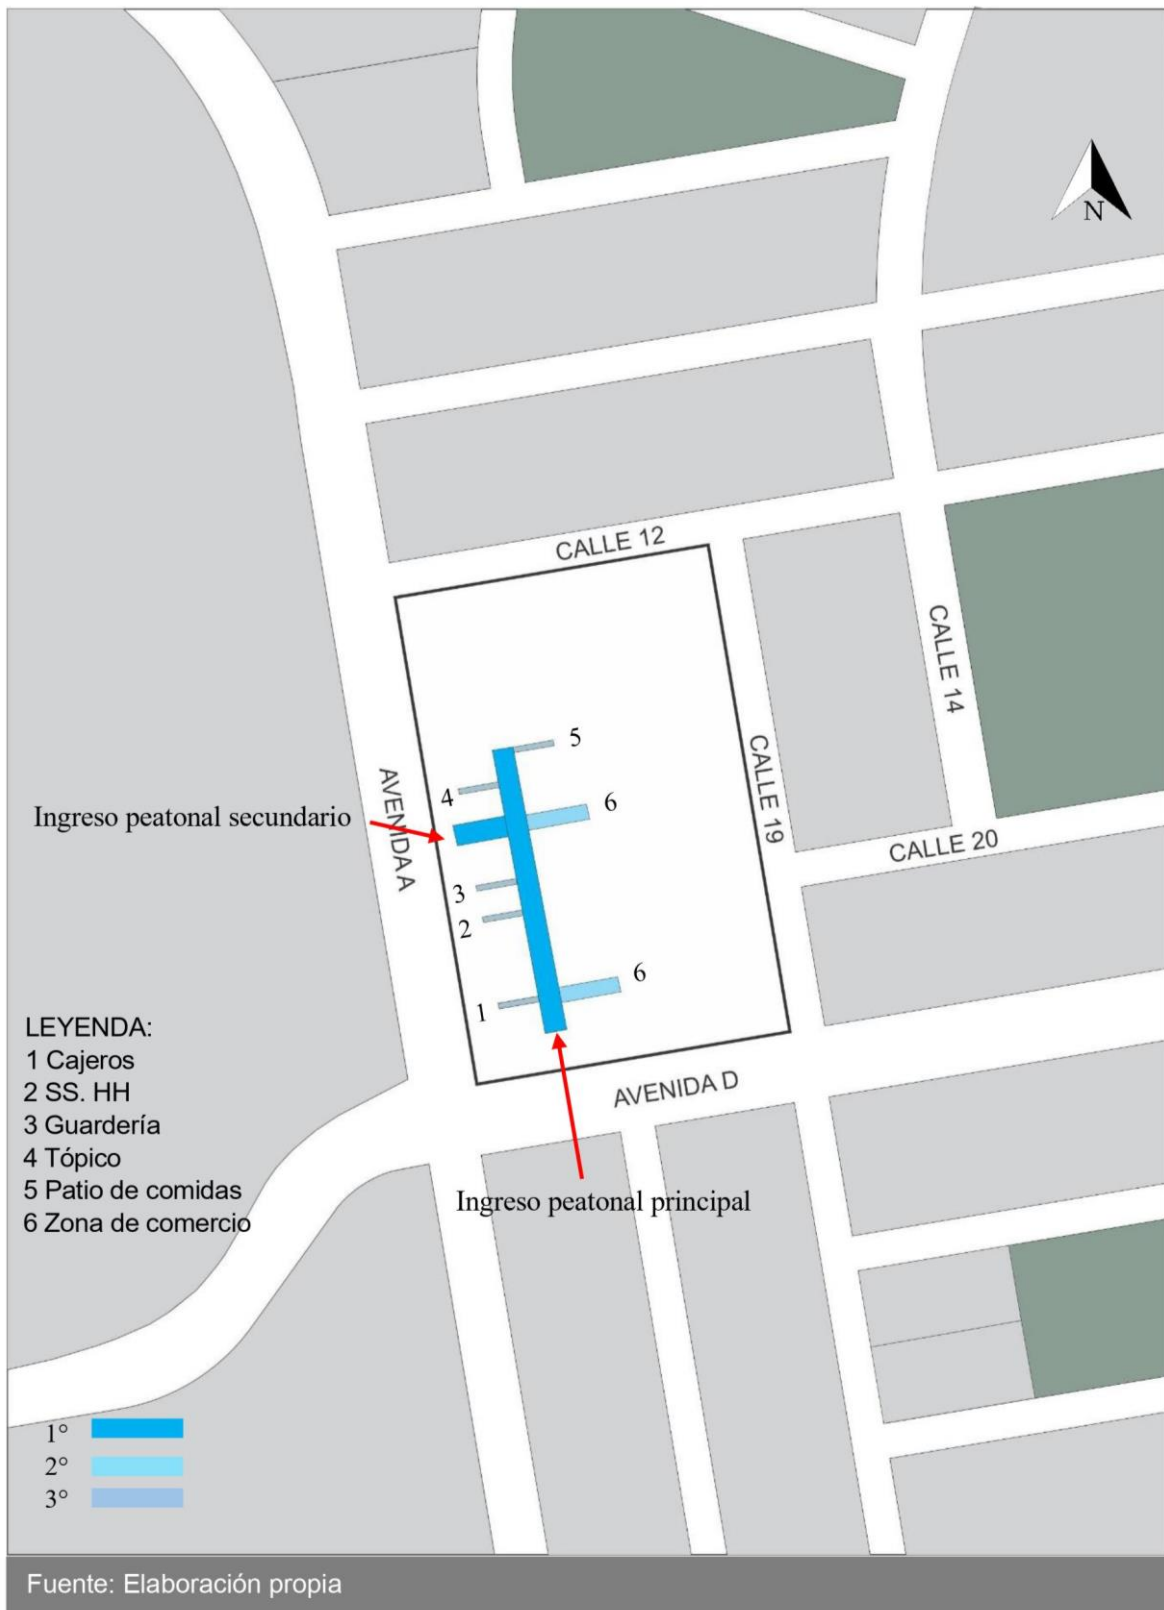 N
CALLE 12
CALLE 14
5
AVENIDA A
4
6
CALLE 19
Ingreso peatonal secundario
CALLE 20
3
2
6
1
LEYENDA:
1 Cajeros
2 SS. HH
3 Guardería
4 Tópico
5 Patio de comidas
6 Zona de comercio
AVENIDA D
Ingreso peatonal principal
1°
2°
3°
Fuente: Elaboración propia